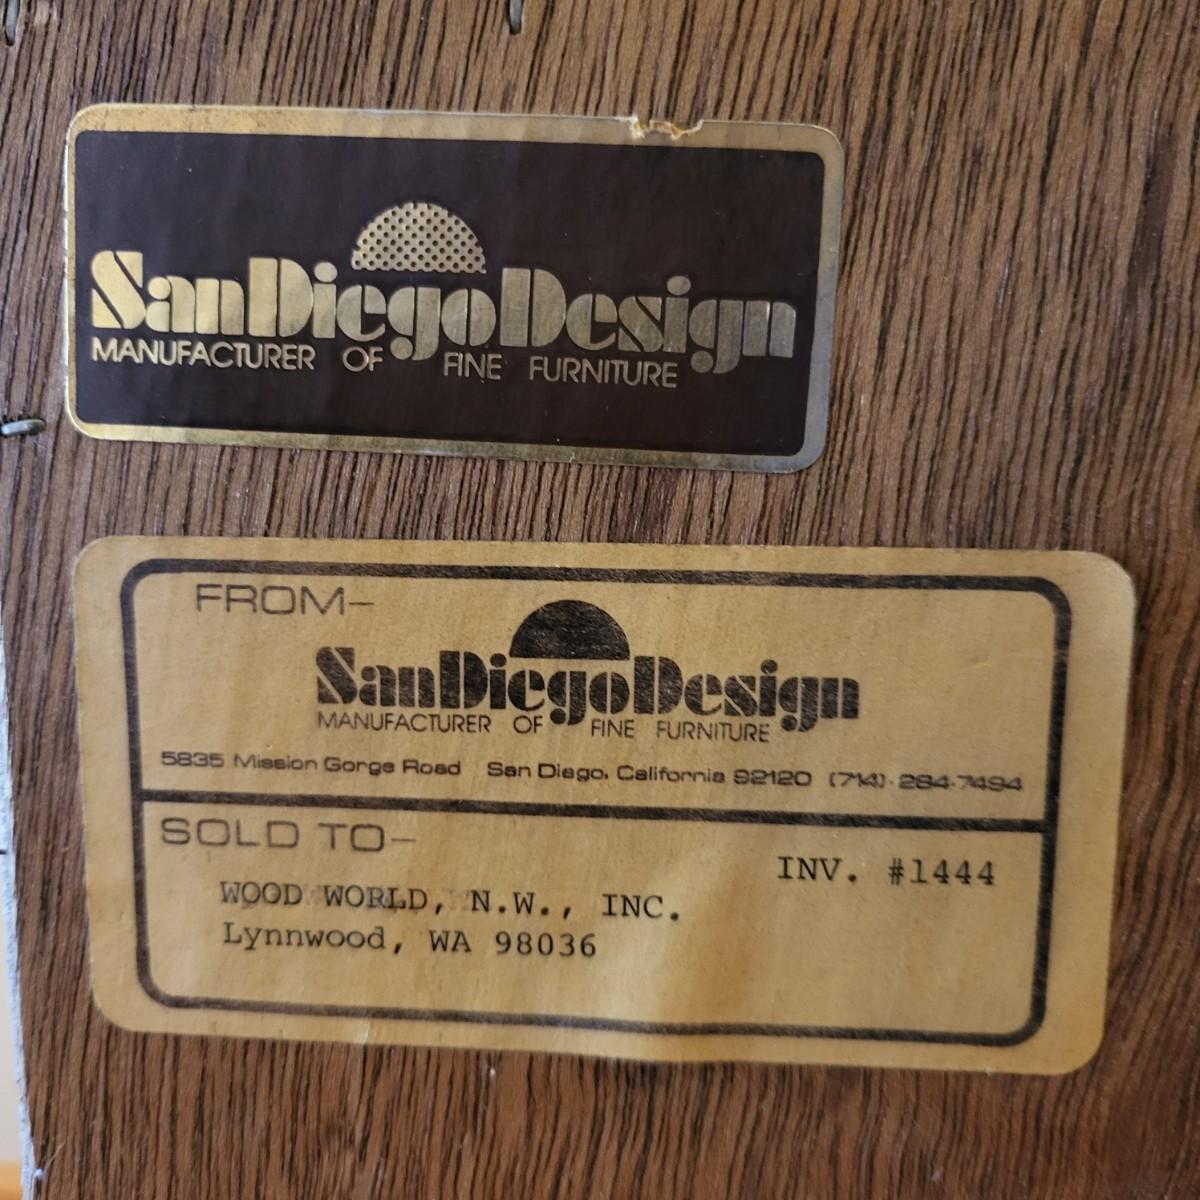 SanDiegoDesign
MANUFACTURER OF FINE FURNITURE
FROM-
SanDiegoDesign
MANUFACTURER OF FINE FURNITURE
5835 Mission Gorge Road San Diego, California 92120 (714)·284·7494
SOLD TO-
INV. #1444
WOOD WORLD, N.W., INC.
Lynnwood, WA 98036